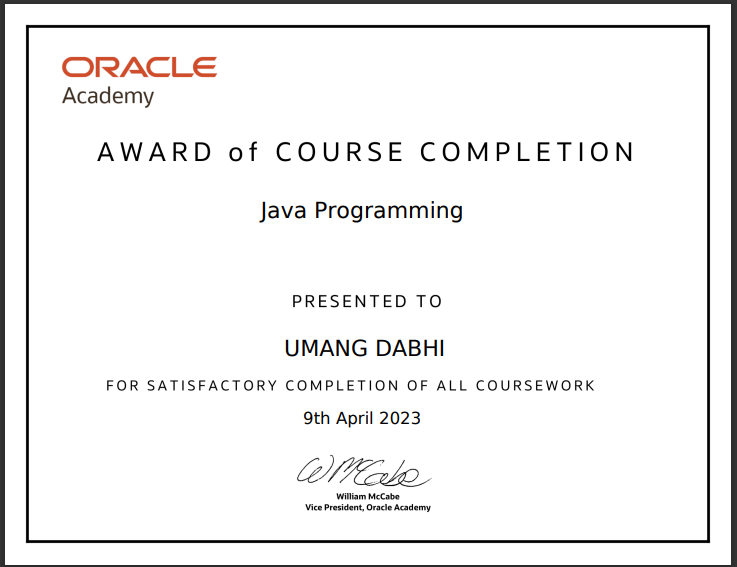 ORACLE
Academy
AWARD of COURSE COMPLETION
Java Programming
PRESENTED TO
UMANG DABHI
FOR SATISFACTORY COMPLETION OF ALL COURSEWORK
9th April 2023
W McCabe
William McCabe
Vice President, Oracle Academy